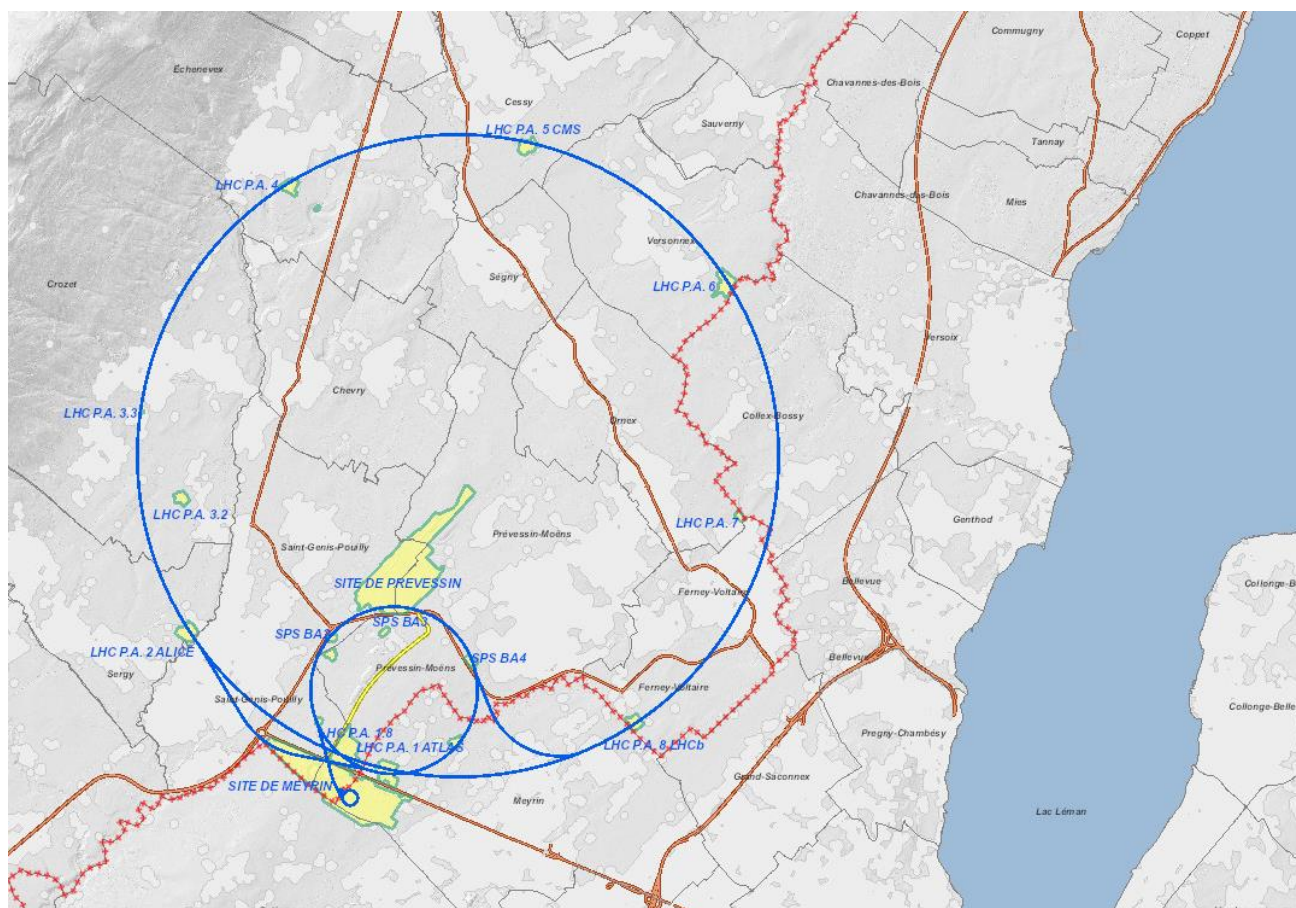 Commugny
Coppet
Échenevex
Chavannes-des-Bois
Cessy
Sauverny
LHC P.A. 5 CMS
Tannay
LHC P.A. 4
Chavannes-des-Bois
Mies
Versonnex
Ségny
Crozet
LHC P.A. 6
Versoix
Chevry
LHC P.A. 3.3
Collex-Bossy
Ornex
LHC P.A. 3.2
LHC P.A. 7
Genthod
Prévessin-Moëns
Saint-Genis-Pouilly
SITE DE PREVESSIN
Bellevue
Collonge-Be
Ferney-Voltaire
SPS BA3
SPS BA2
LHC P.A. 2 ALICE
SPS BA4
Bellevue
Prévessin-Moëns
Sergy
Ferney-Voltaire
Saint-Genis-Pouilly
Collonge-Belle
Pregny-Chambésy
LHC P.A. 1.8
LHC P.A. 1 ATLAS
LHC P.A. 8 LHCb
Grand-Saconnex
SITE DE MEYRIN
Meyrin
Lac Léman